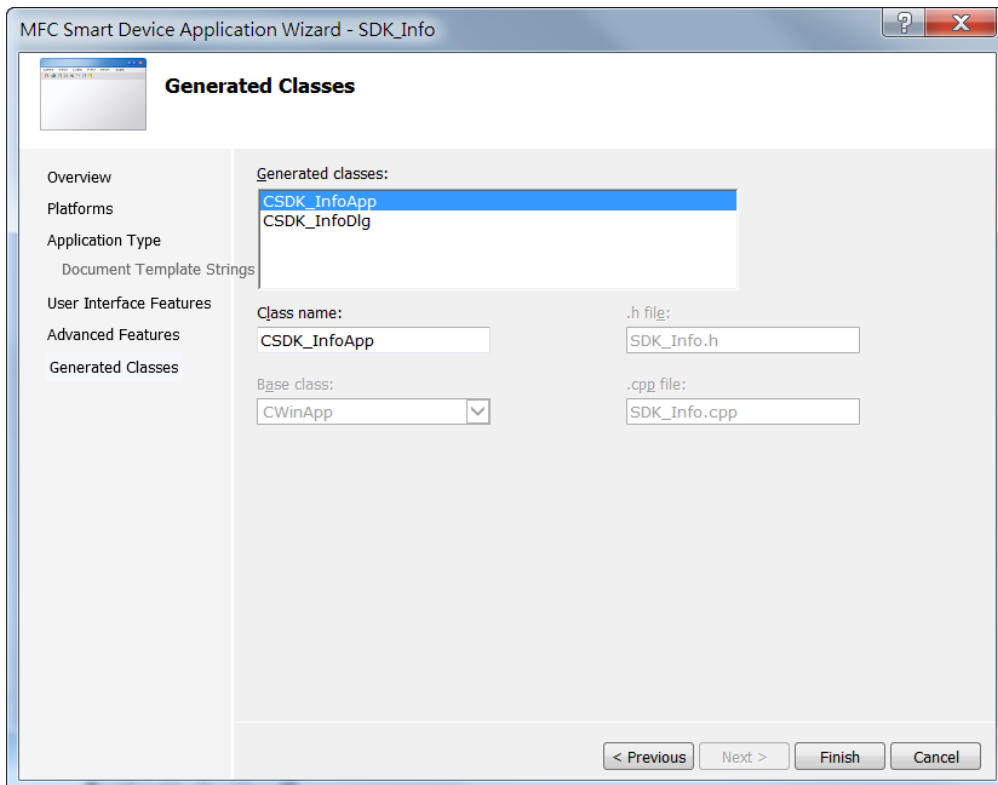 MFC Smart Device Application Wizard - SDK_Info
Generated Classes
Overview
Platforms
Application Type
Document Template Strings
User Interface Features
Advanced Features
Generated Classes
Generated classes:
CSDK_InfoApp
CSDK_InfoDlg
Class name:
.h file:
CSDK_InfoApp
SDK_Info.h
Base class:
.cpp file:
CWinApp
SDK_Info.cpp
< Previous
Next >
Finish
Cancel